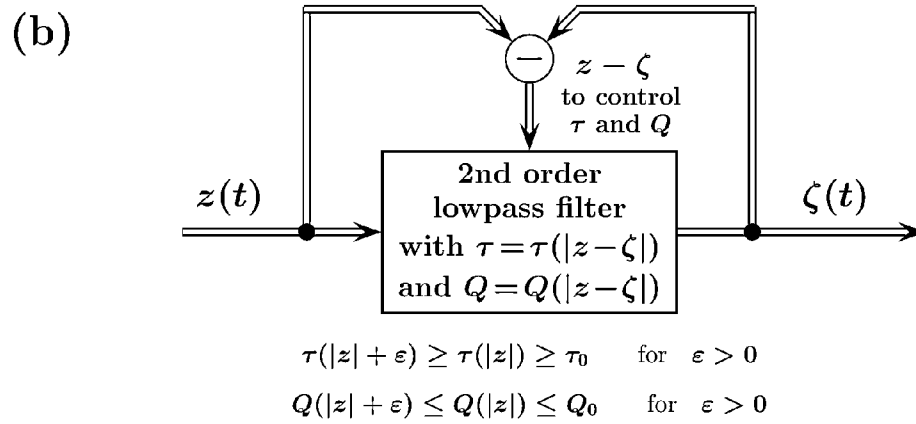 (b)
−
z − ζ
to control
τ and Q
z(t)
ζ(t)
2nd order
lowpass filter
with τ = τ(|z−ζ|)
and Q = Q(|z−ζ|)
τ(|z| + ε) ≥ τ(|z|) ≥ τ₀ for ε > 0
Q(|z| + ε) ≤ Q(|z|) ≤ Q₀ for ε > 0